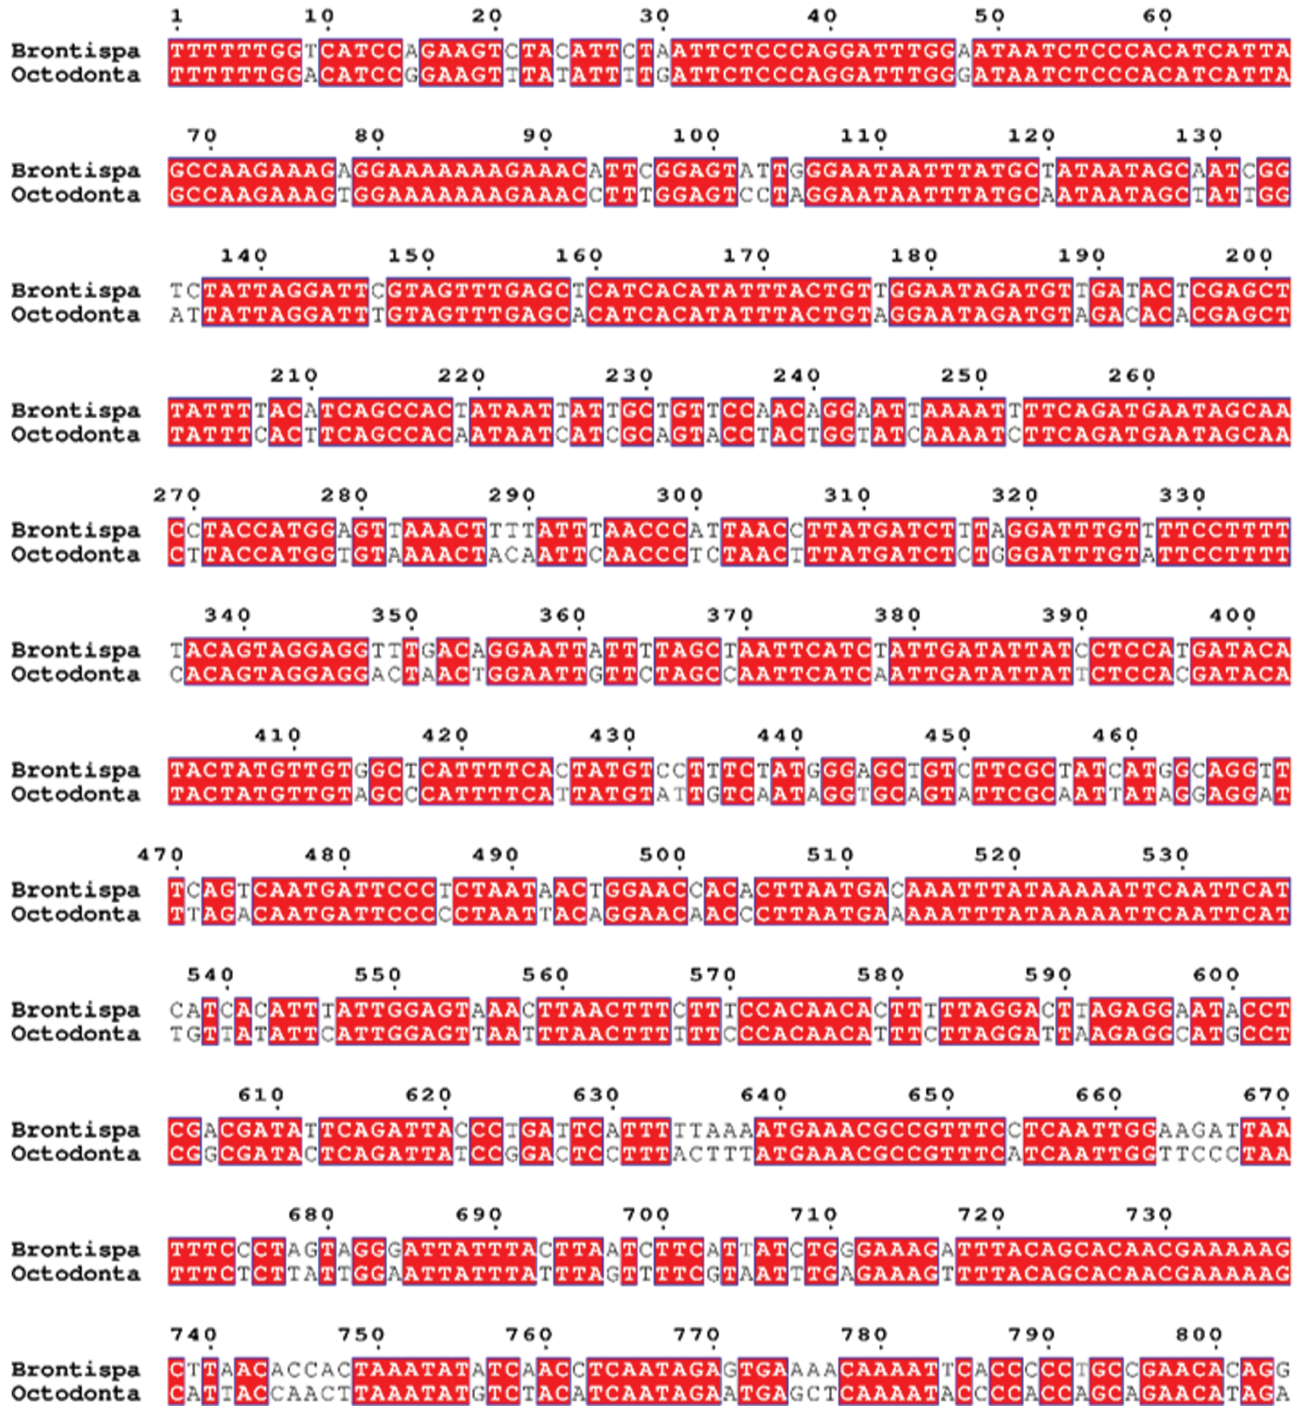 1 10 20 30 40 50 60
Brontispa TTTTTTGGTCATCCAGAAGTCTACATTCTAATTCTCCCAGGATTTGGAATAATCTCCCACATCATTA
Octodonta TTTTTTGGACATCCGGAAGTTTATATTTTGATTCTCCCAGGATTTGGGATAATCTCCCACATCATTA
70 80 90 100 110 120 130
Brontispa GCCAAGAAAGAGGAAAAAAAGAAACATTCGGAGTATTGGGAATAATTTATGCTATAATAGCAATCGG
Octodonta GCCAAGAAAGTGGAAAAAAAGAAACCTTTGGAGTCCTAGGAATAATTTATGCAATAATAGCTATTGG
140 150 160 170 180 190 200
Brontispa TCTATTAGGATTCGTAGTTTGAGCTCATCACATATTTACTGTTGGAATAGATGTTGATACTCGAGCT
Octodonta ATTATTAGGATTTGTAGTTTGAGCACATCACATATTTACTGTAGGAATAGATGTAGACACACGAGCT
210 220 230 240 250 260
Brontispa TATTTTACATCAGCCACTATAATTATTGCTGTTCCAACAGGAATTAAAATTTTCAGATGAATAGCAA
Octodonta TATTTCACTTCAGCCACAATAATCATCGCAGTACCTACTGGTATCAAAATCTTCAGATGAATAGCAA
270 280 290 300 310 320 330
Brontispa CCTACCATGGAGTTAAACTTTTATTTAACCCATTAACCTTATGATCTTTAGGATTTGTTTTCCTTTT
Octodonta CTTACCATGGTGTAAAACTACAATTCAACCCTCTAACTTTATGATCTCTGGGATTTGTATTCCTTTT
340 350 360 370 380 390 400
Brontispa TACAGTAGGAGGTTTGACAGGAATTATTTTAGCTAATTCATCTATTGATATTATCCTCCATGATACA
Octodonta CACAGTAGGAGGACTAACTGGAATTGTTCTAGCCAATTCATCAATTGATATTATTCTCCACGATACA
410 420 430 440 450 460
Brontispa TACTATGTTGTGGCTCATTTTCACTATGTCCTTTCTATGGGAGCTGTCTTCGCTATCATGGCAGGTT
Octodonta TACTATGTTGTAGCCCATTTTCATTATGTATTGTCAATAGGTGCAGTATTCGCAATTATAGGAGGAT
470 480 490 500 510 520 530
Brontispa TCAGTCAATGATTCCCTCTAATAACTGGAACCACACTTAATGACAAATTTATAAAAATTCAATTCAT
Octodonta TTAGACAATGATTCCCCCTAATTACAGGAACAACCCTTAATGAAAAATTTATAAAAATTCAATTCAT
540 550 560 570 580 590 600
Brontispa CATCACATTTATTGGAGTAAACTTAACTTTCTTTCCACAACACTTTTTAGGACTTAGAGGAATACCT
Octodonta TGTTATATTCATTGGAGTTAATTTAACTTTTTTCCCACAACATTTCTTAGGATTAAGAGGCATGCCT
610 620 630 640 650 660 670
Brontispa CGACGATATTCAGATTACCCTGATTCATTTTTAAAATGAAACGCCGTTTCCTCAATTGGAAGATTAA
Octodonta CGGCGATACTCAGATTATCCGGACTCCTTTACTTTATGAAACGCCGTTTCATCAATTGGTTCCCTAA
680 690 700 710 720 730
Brontispa TTTCCCTAGTAGGGATTATTTACTTAATCTTCATTATCTGGGAAAGATTTACAGCACAACGAAAAAG
Octodonta TTTCTCTTATTGGAATTATTTATTTAGTTTTCGTAATTTGAGAAAGTTTTACAGCACAACGAAAAAG
740 750 760 770 780 790 800
Brontispa CTTAACACCACTAAATATATCAACCTCAATAGAGTGAAAACAAAATTCACCCCCTGCCGAACACAGG
Octodonta CATTACCAACTTAAATATGTCTACATCAATAGAATGAGCTCAAAATACCCCACCAGCAGAACATAGA